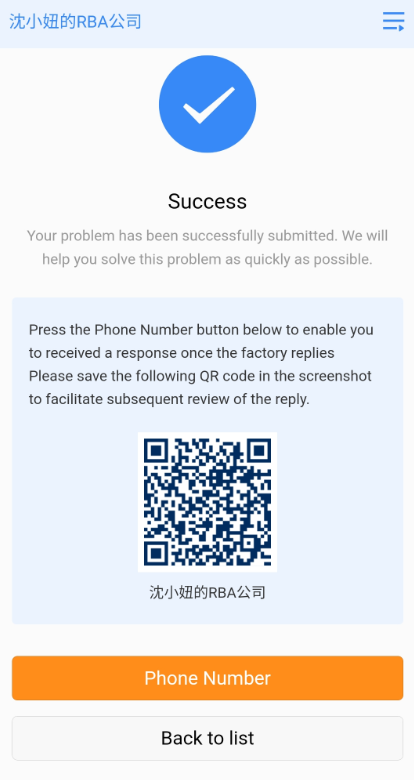 沈小妞的RBA公司
Success
Your problem has been successfully submitted. We will
help you solve this problem as quickly as possible.
Press the Phone Number button below to enable you
to received a response once the factory replies
Please save the following QR code in the screenshot
to facilitate subsequent review of the reply.
沈小妞的RBA公司
Phone Number
Back to list